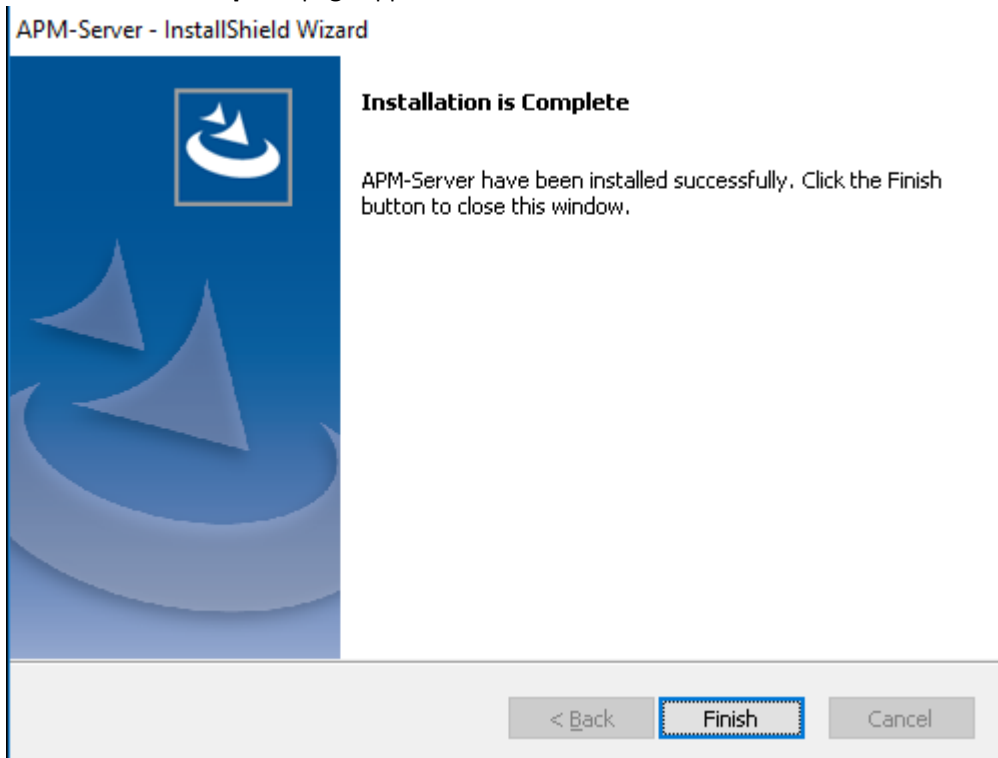 APM-Server - InstallShield Wizard
Installation is Complete
APM-Server have been installed successfully. Click the Finish
button to close this window.
< Back
Finish
Cancel